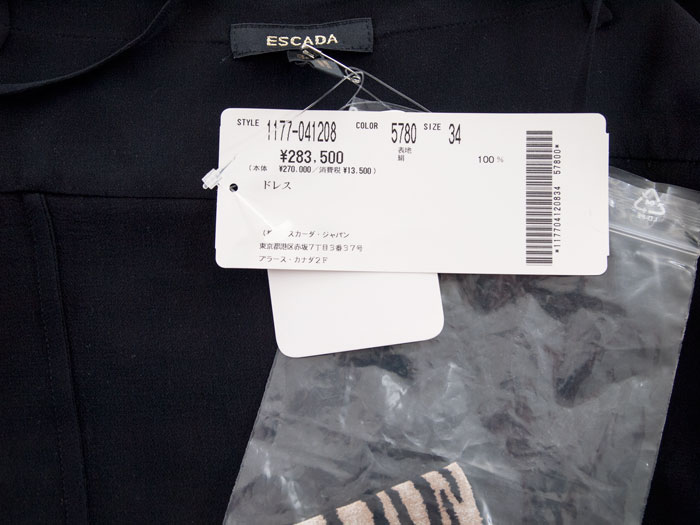 ESCADA
STYLE 1177-041208 COLOR 5780 SIZE 34
¥283,500
表地
絹 100%
(本体 ¥270,000/消費税 ¥13,500)
ドレス
スカーダ・ジャパン
東京都港区赤坂7丁目3番37号
プラース・カナダ2F
*117704120834 57800*